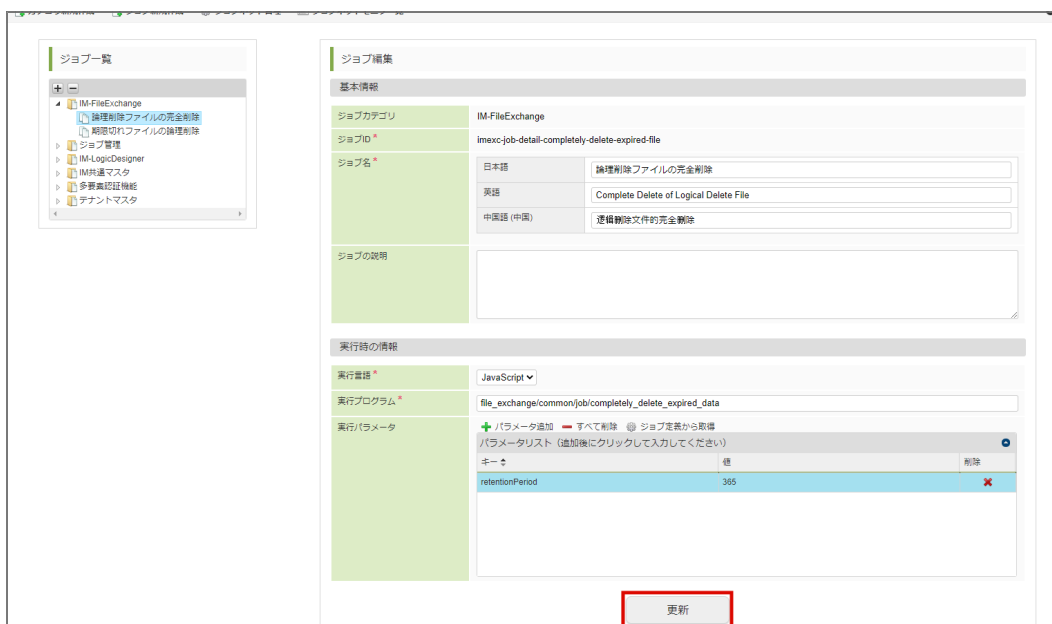 ジョブ一覧
IM-FileExchange
論理削除ファイルの完全削除
期限切れファイルの論理削除
ジョブ管理
IM-LogicDesigner
IM共通マスタ
多要素認証機能
テナントマスタ
ジョブ編集
基本情報
ジョブカテゴリ IM-FileExchange
ジョブID * imexc-job-detail-completely-delete-expired-file
ジョブ名 * 日本語 論理削除ファイルの完全削除
英語 Complete Delete of Logical Delete File
中国語 (中国) 逻辑删除文件的完全删除
ジョブの説明
実行時の情報
実行言語 * JavaScript
実行プログラム * file_exchange/common/job/completely_delete_expired_data
実行パラメータ パラメータ追加 すべて削除 ジョブ定義から取得
パラメータリスト（追加後にクリックして入力してください）
キー 値 削除
retentionPeriod 365
更新